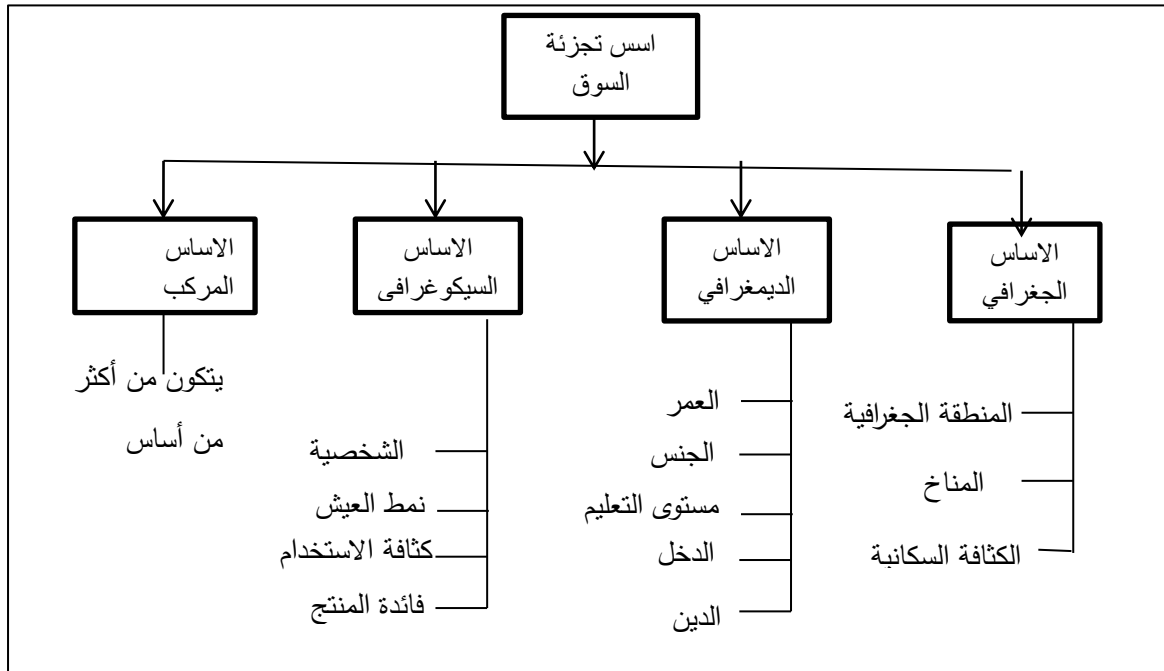 اسس تجزئة
السوق
الاساس
الجغرافي
المنطقة الجغرافية
المناخ
الكثافة السكانبة
الاساس
الديمغرافي
العمر
الجنس
مستوى التعليم
الدخل
الدين
الاساس
السيكوغرافى
الشخصية
نمط العيش
كثافة الاستخدام
فائدة المنتج
الاساس
المركب
يتكون من أكثر
من أساس